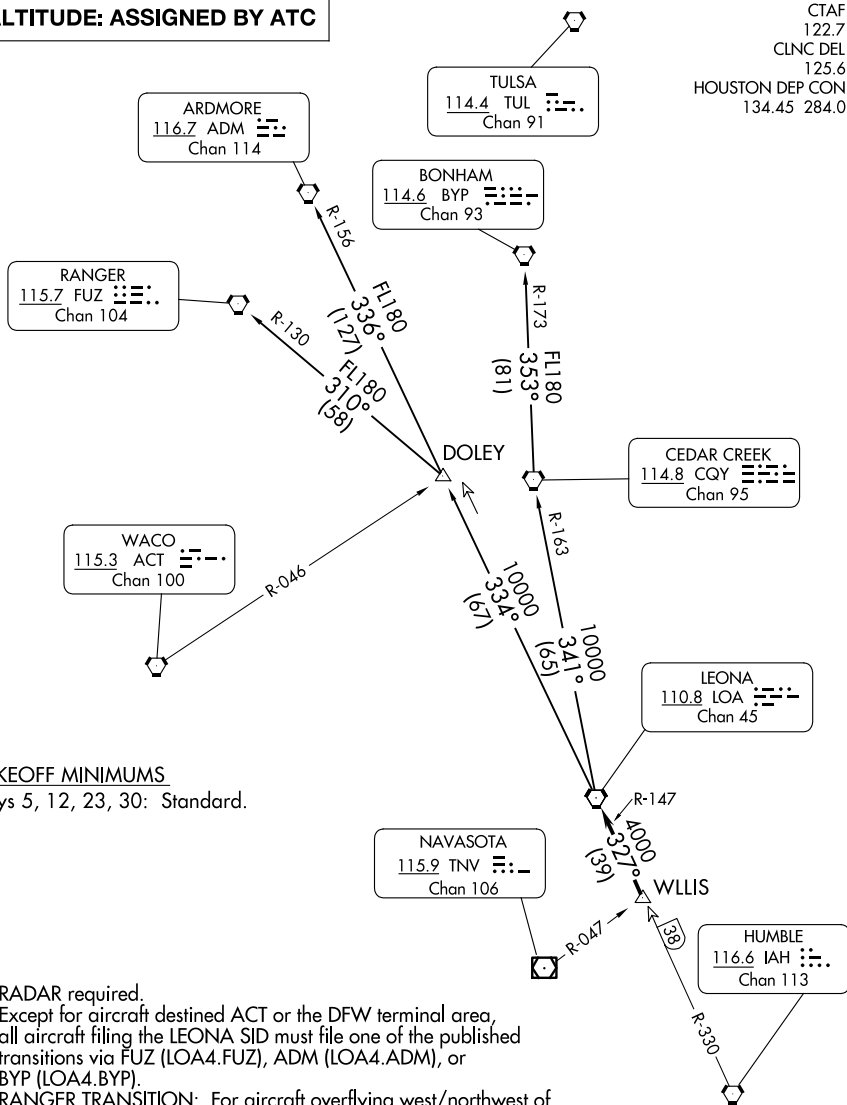 ALTITUDE: ASSIGNED BY ATC
CTAF
122.7
CLNC DEL
125.6
HOUSTON DEP CON
134.45 284.0
TULSA
114.4 TUL
Chan 91
ARDMORE
116.7 ADM
Chan 114
BONHAM
114.6 BYP
Chan 93
RANGER
115.7 FUZ
Chan 104
R-156
R-130
R-173
FL180
336°
(127)
FL180
310°
(58)
FL180
353°
(81)
DOLEY
CEDAR CREEK
114.8 CQY
Chan 95
R-163
WACO
115.3 ACT
Chan 100
R-046
10000
334°
(67)
10000
341°
(65)
LEONA
110.8 LOA
Chan 45
KEOFF MINIMUMS
ys 5, 12, 23, 30: Standard.
R-147
4000
327°
(39)
NAVASOTA
115.9 TNV
Chan 106
WLLIS
R-047
38
HUMBLE
116.6 IAH
Chan 113
R-330
RADAR required.
Except for aircraft destined ACT or the DFW terminal area,
all aircraft filing the LEONA SID must file one of the published
transitions via FUZ (LOA4.FUZ), ADM (LOA4.ADM), or
BYP (LOA4.BYP).
RANGER TRANSITION: For aircraft overflying west/northwest of